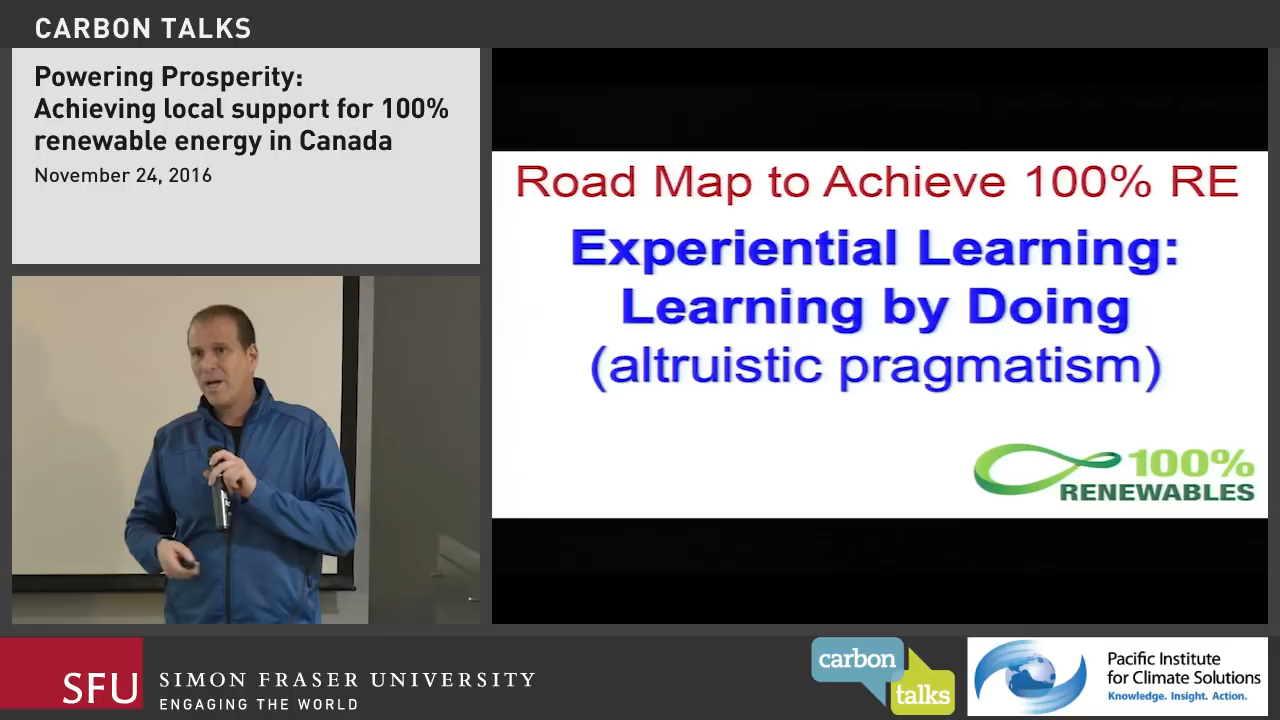 CARBON TALKS
Powering Prosperity:
Achieving local support for 100%
renewable energy in Canada
November 24, 2016
Road Map to Achieve 100% RE
Experiential Learning:
Learning by Doing
(altruistic pragmatism)
100%
RENEWABLES
SFU
SIMON FRASER UNIVERSITY
ENGAGING THE WORLD
carbon
talks
Pacific Institute
for Climate Solutions
Knowledge. Insight. Action.